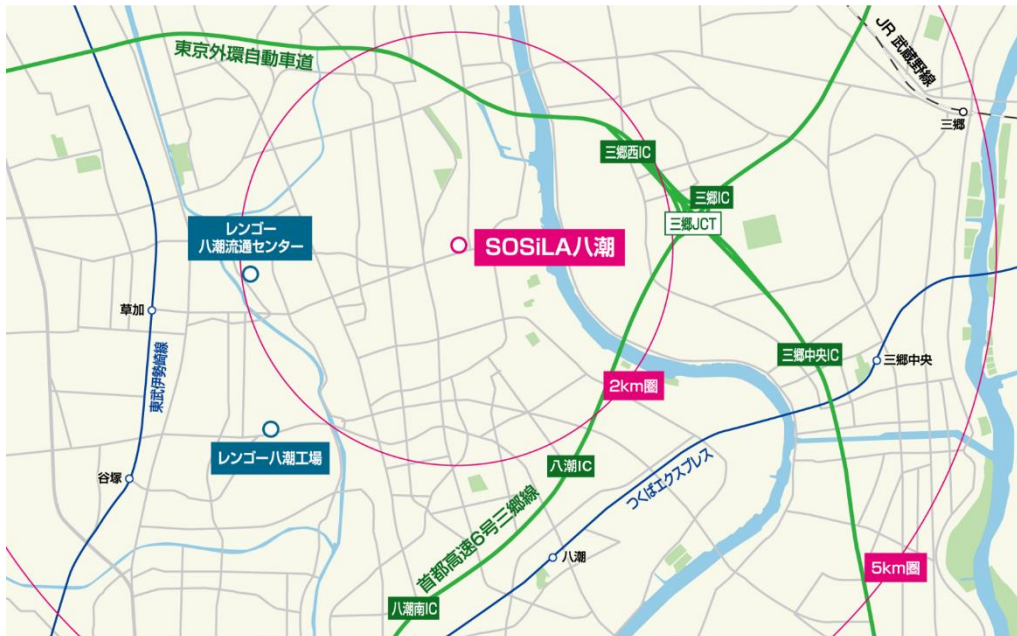 東京外環自動車道
JR 武蔵野線
三郷
三郷西IC
三郷IC
三郷JCT
レンゴー
八潮流通センター
SOSiLA八潮
草加
東武伊勢崎線
三郷中央IC
三郷中央
2km圏
レンゴー八潮工場
八潮IC
谷塚
つくばエクスプレス
首都高速6号三郷線
八潮
5km圏
八潮南IC